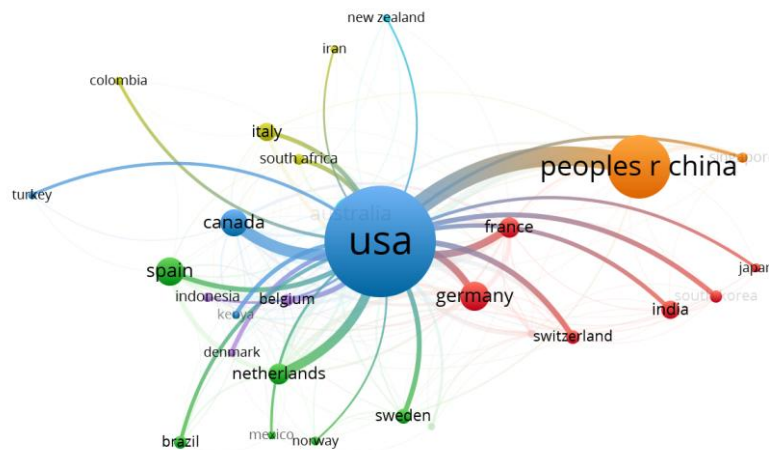 new zealand
iran
colombia
italy
south africa
peoples r china
singapore
turkey
australia
canada
france
usa
spain
japan
indonesia
belgium
germany
south korea
india
kenya
switzerland
denmark
netherlands
sweden
brazil
mexico
norway